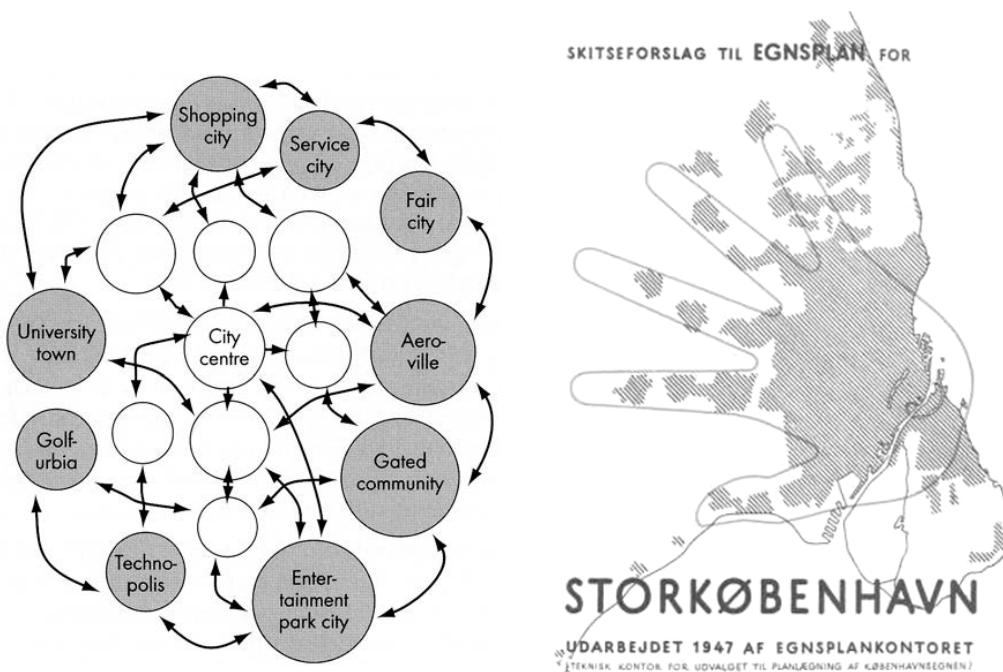 Shopping
city
Service
city
Fair
city
University
town
City
centre
Aero-
ville
Golf-
urbia
Gated
community
Techno-
polis
Enter-
tainment
park city
SKITSEFORSLAG TIL EGNSPLAN FOR
STORKØBENHAVN
UDARBEJDET 1947 AF EGNSPLANKONTORET
(TEKNISK KONTOR FOR UDVALGET TIL PLANLÆGNING AF KØBENHAVNSEGNEN)